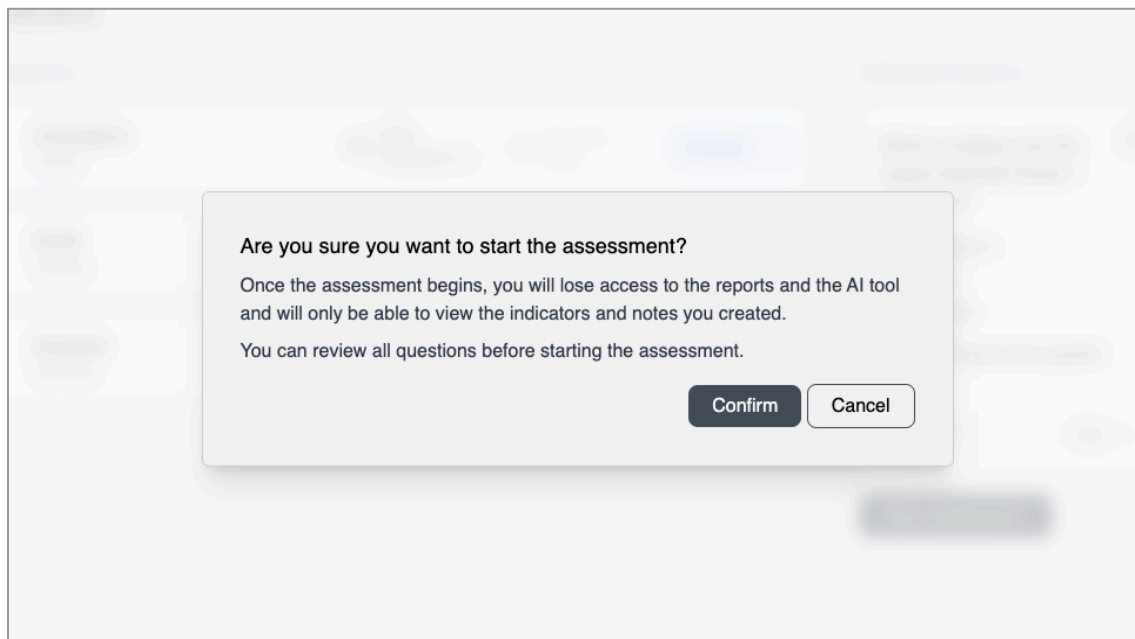 Are you sure you want to start the assessment?
Once the assessment begins, you will lose access to the reports and the AI tool
and will only be able to view the indicators and notes you created.
You can review all questions before starting the assessment.
Confirm
Cancel